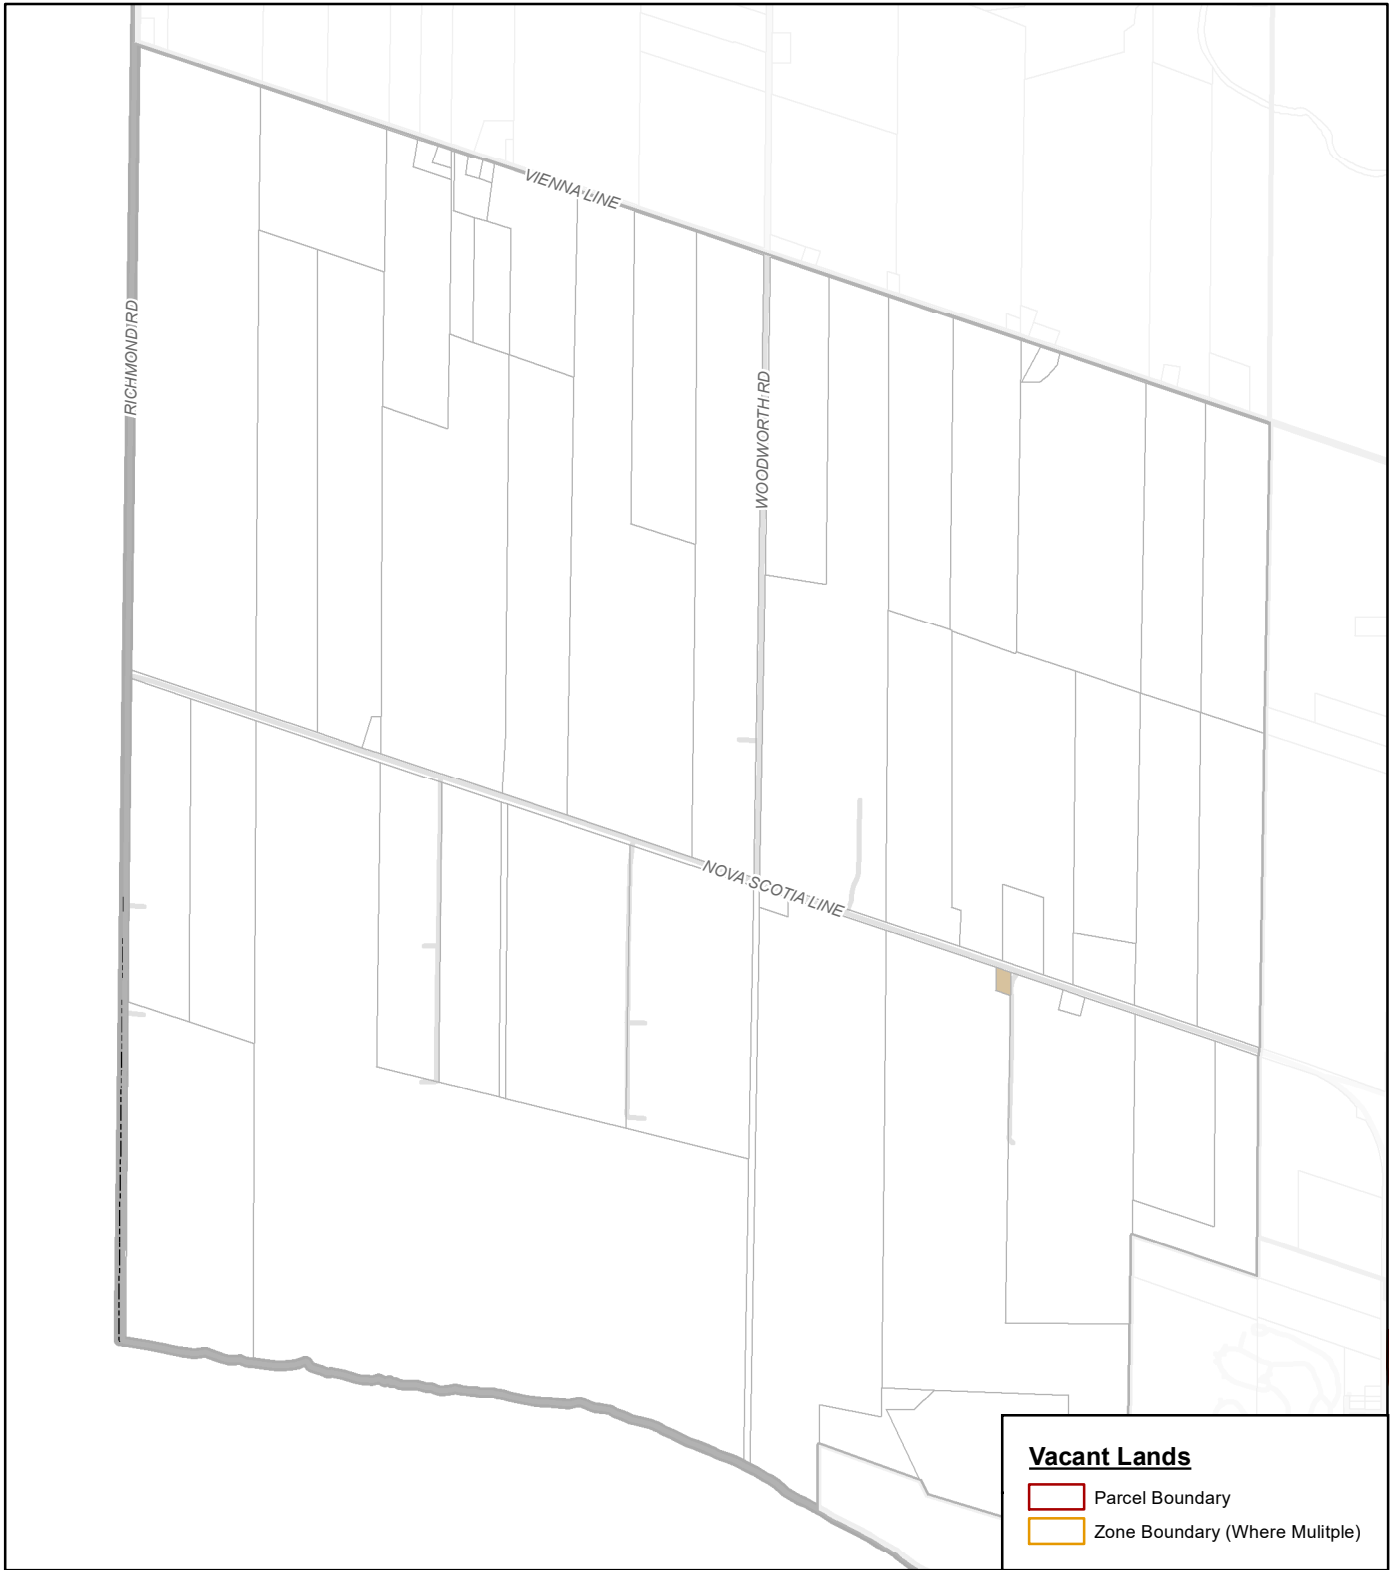 VIENNA LINE
RICHMOND RD
WOODWORTH RD
NOVA SCOTIA LINE
Vacant Lands
Parcel Boundary
Zone Boundary (Where Mulitple)